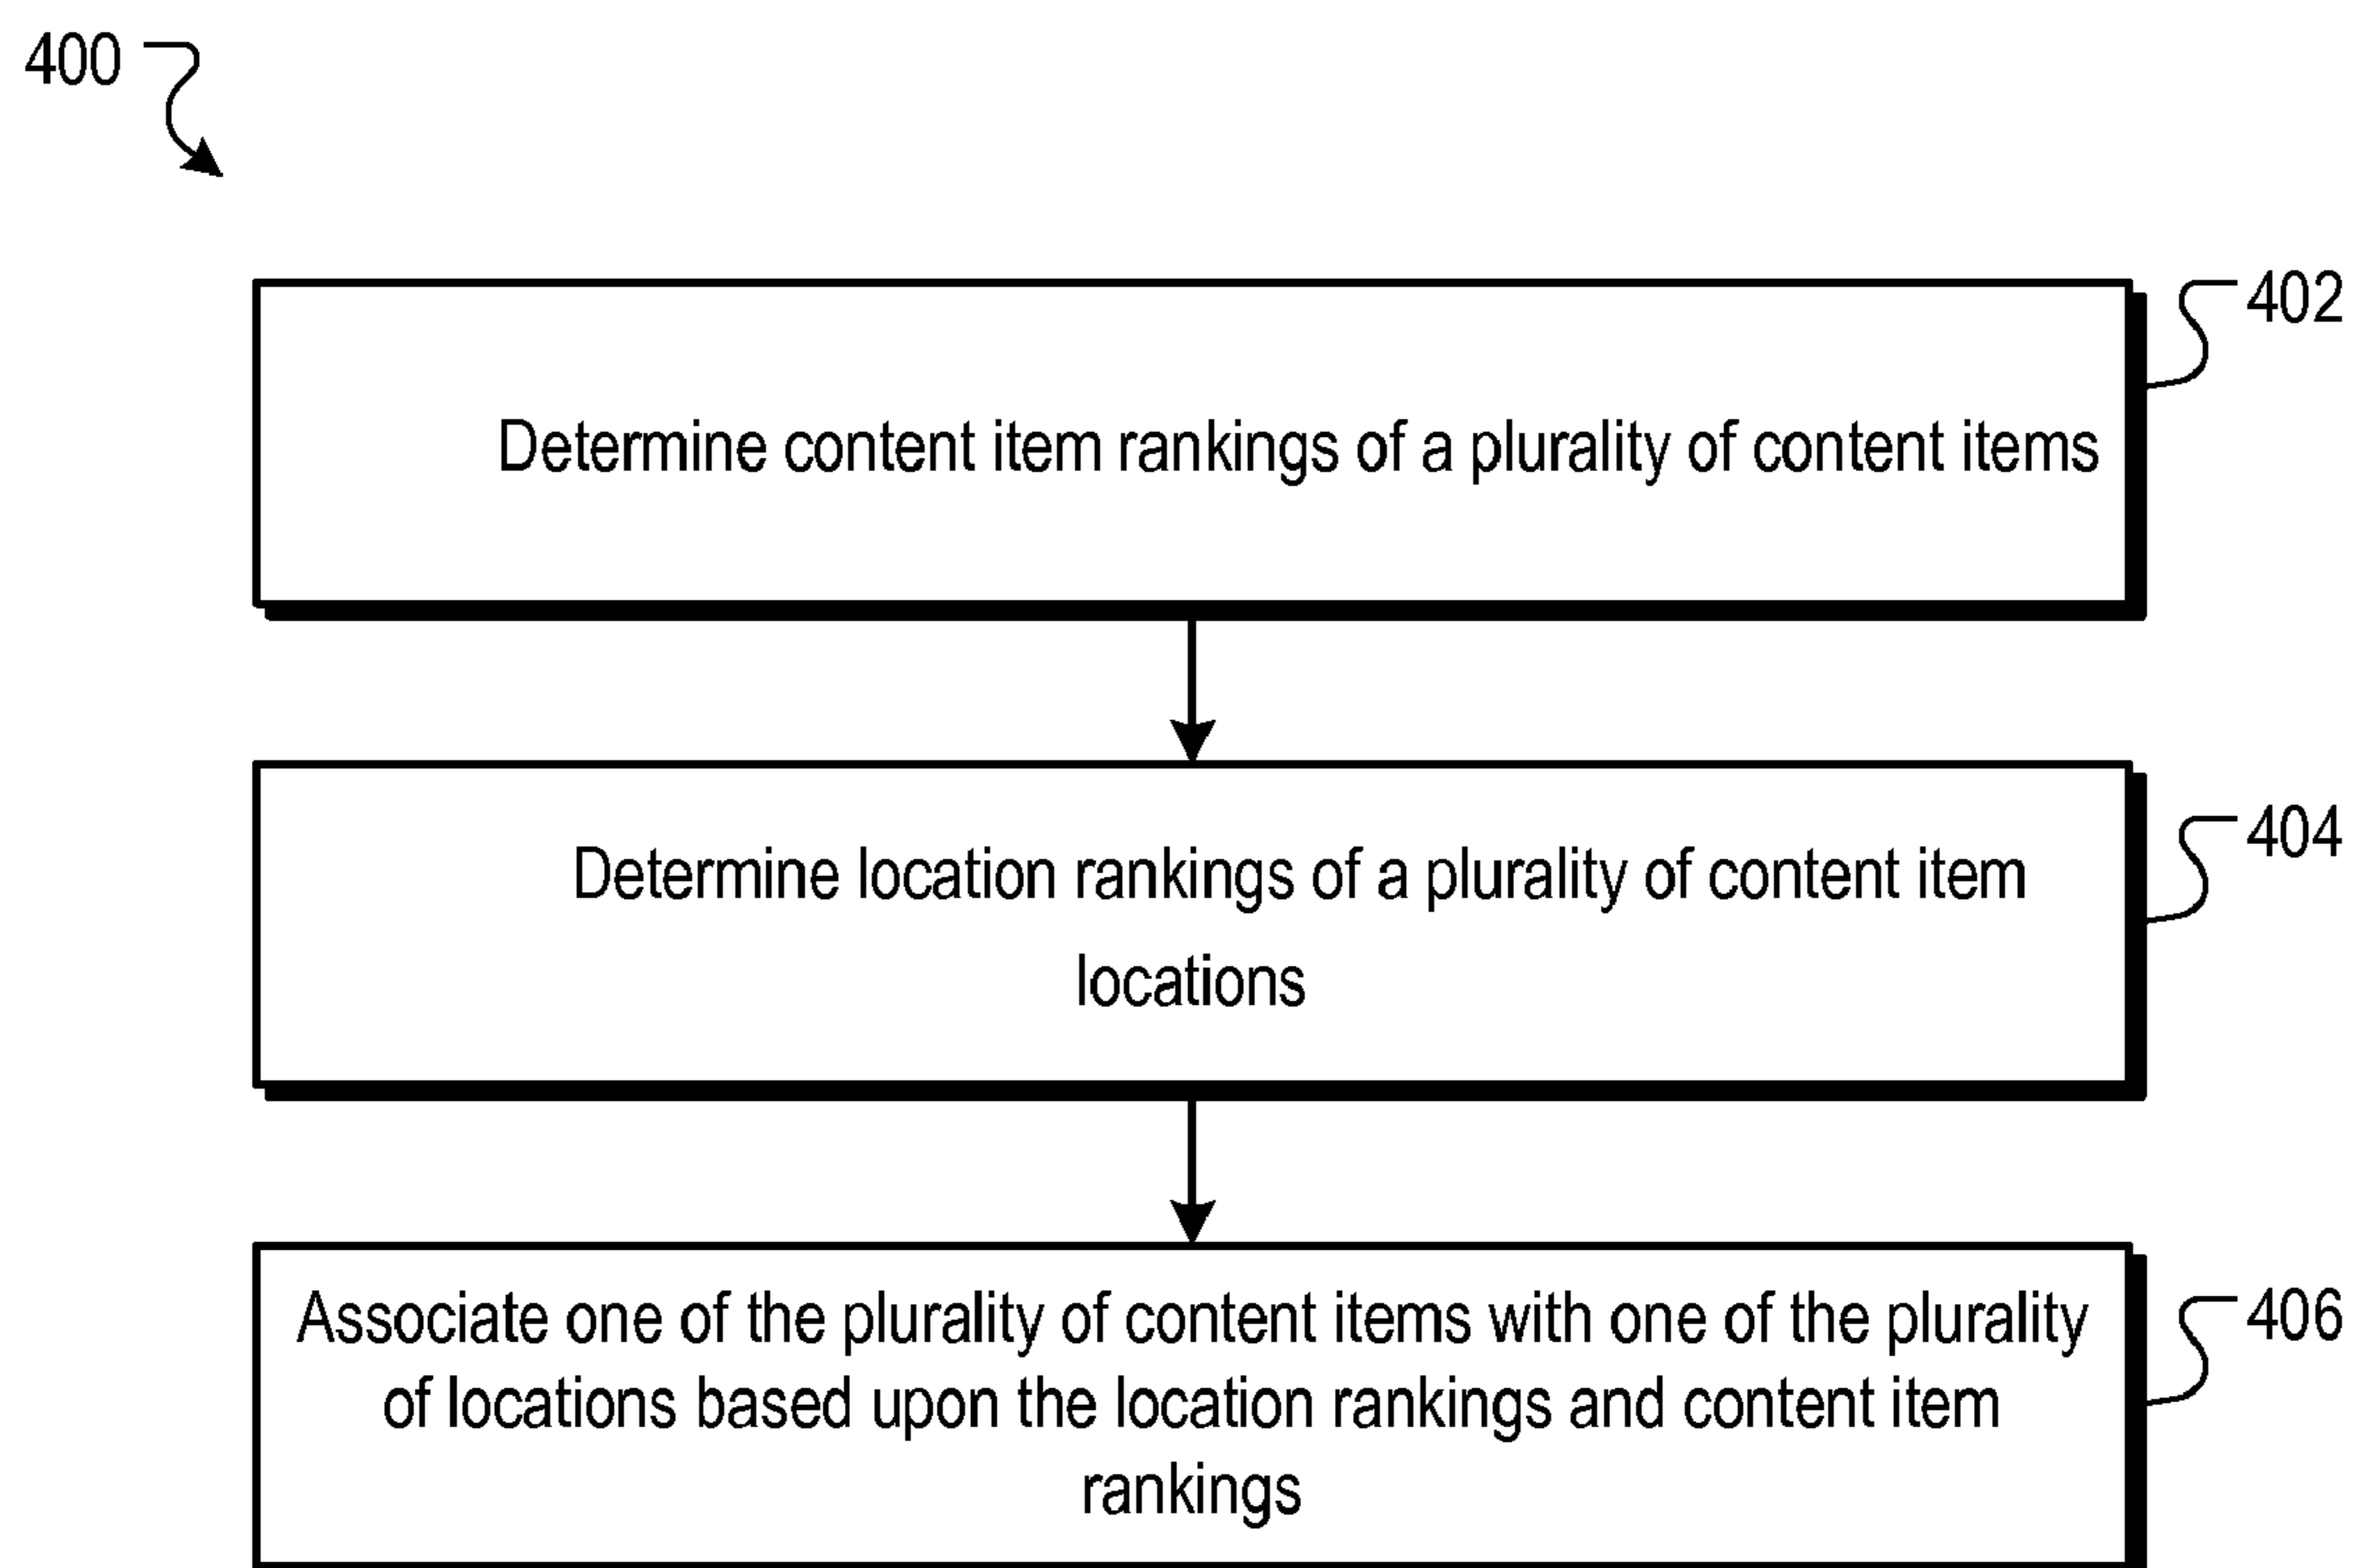 400
402
Determine content item rankings of a plurality of content items
404
Determine location rankings of a plurality of content item
locations
406
Associate one of the plurality of content items with one of the plurality
of locations based upon the location rankings and content item
rankings